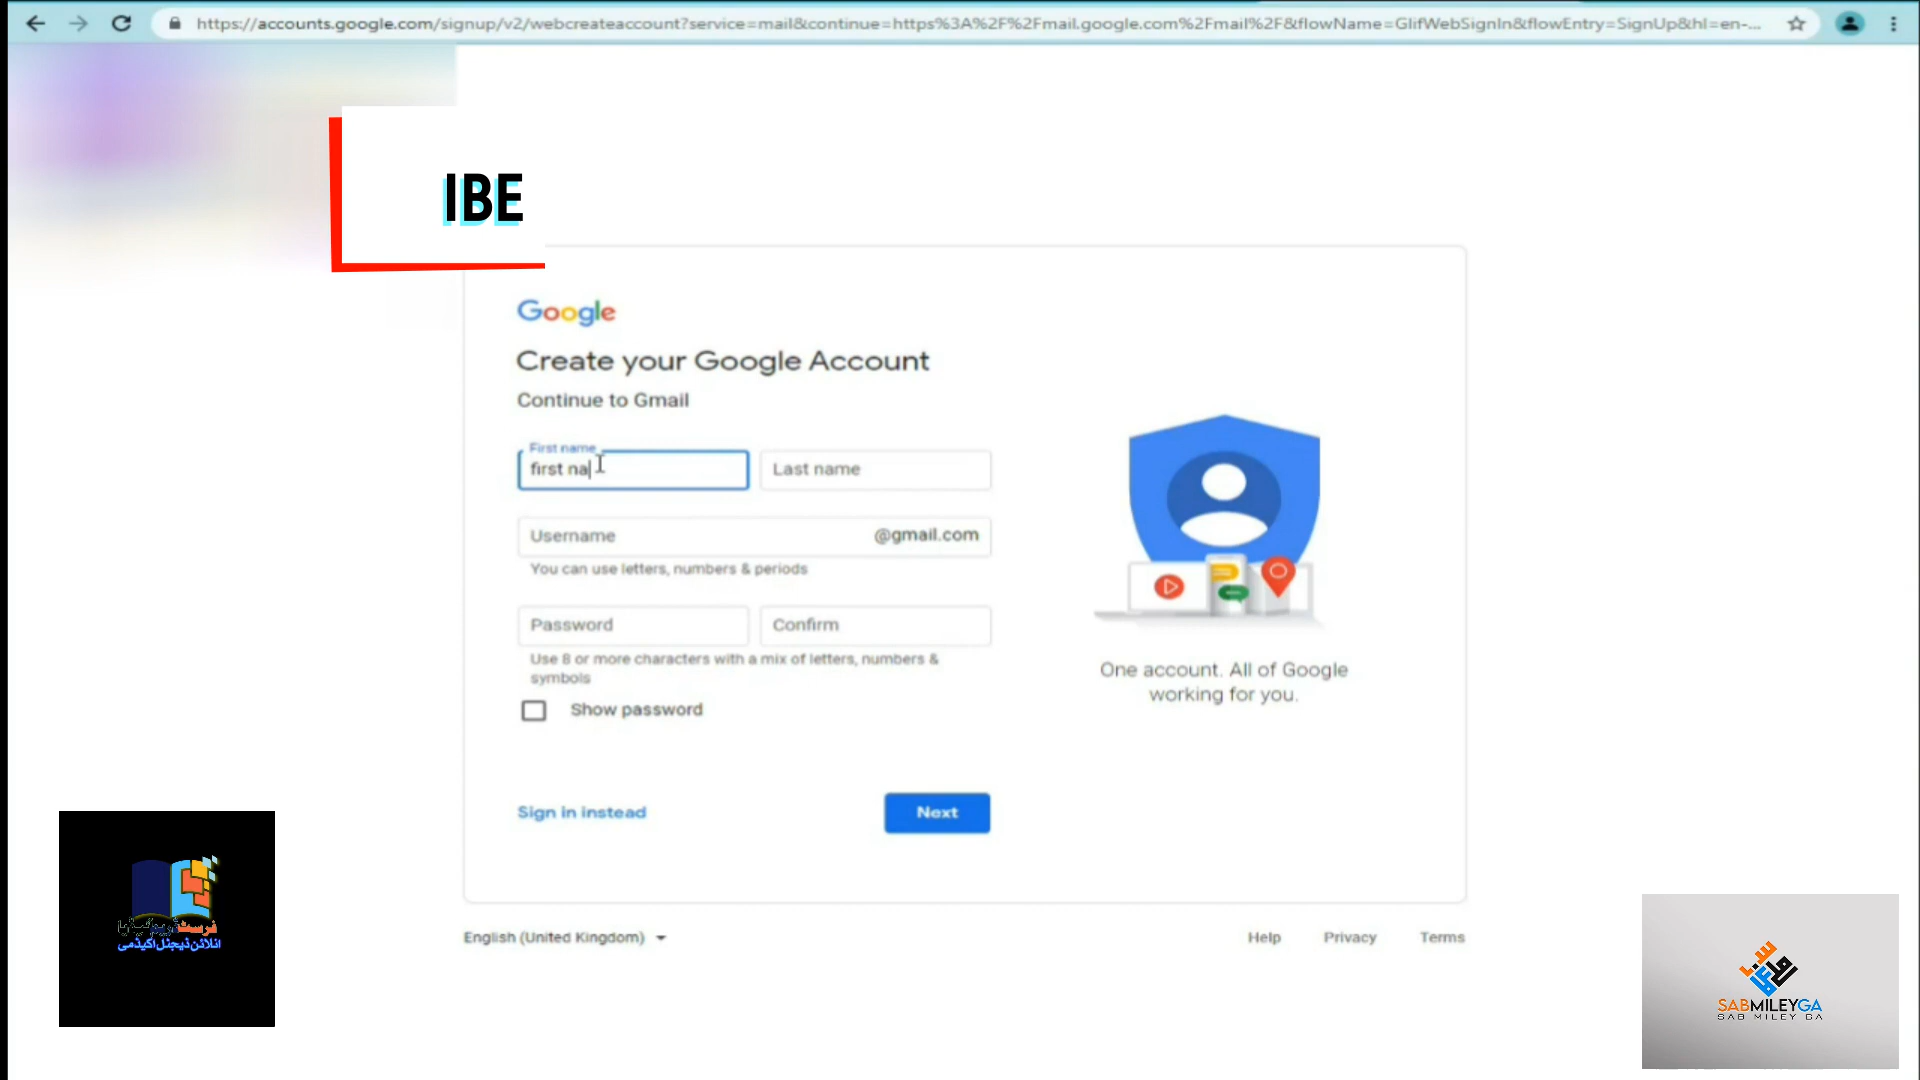 https://accounts.google.com/signup/v2/webcreateaccount?service=mail&continue=https%3A%2F%2Fmail.google.com%2Fmail%2F&flowName=GlifWebSignIn&flowEntry=SignUp&hl=en-...
IBE
Google
Create your Google Account
Continue to Gmail
First name
first na
Last name
Username
@gmail.com
You can use letters, numbers & periods
Password
Confirm
Use 8 or more characters with a mix of letters, numbers &
symbols
Show password
One account. All of Google
working for you.
Sign in instead
Next
English (United Kingdom)
Help
Privacy
Terms
انلائن ڈیجٹل اکیڈمی
SABMILEYGA
SAB MILEY GA